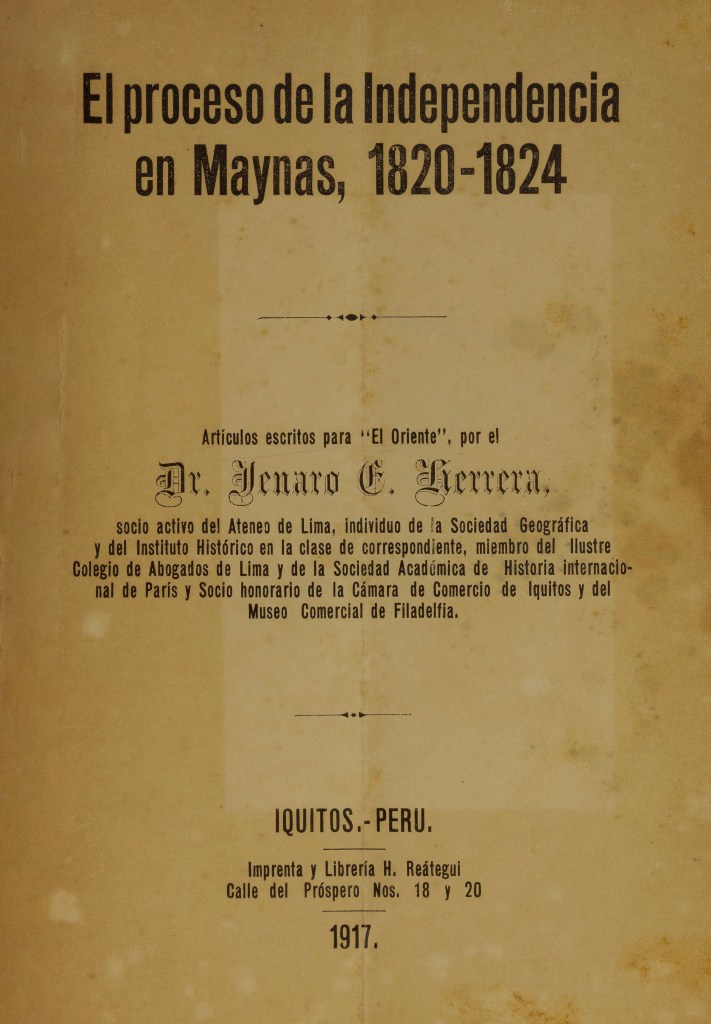 El proceso de la Independencia
en Maynas, 1820-1824
Artículos escritos para "El Oriente", por el
Dr. Jenaro E. Herrera,
socio activo del Ateneo de Lima, individuo de la Sociedad Geográfica
y del Instituto Histórico en la clase de correspondiente, miembro del Ilustre
Colegio de Abogados de Lima y de la Sociedad Académica de Historia internacio-
nal de París y Socio honorario de la Cámara de Comercio de Iquitos y del
Museo Comercial de Filadelfia.
IQUITOS.-PERU.
Imprenta y Librería H. Reátegui
Calle del Próspero Nos. 18 y 20
1917.